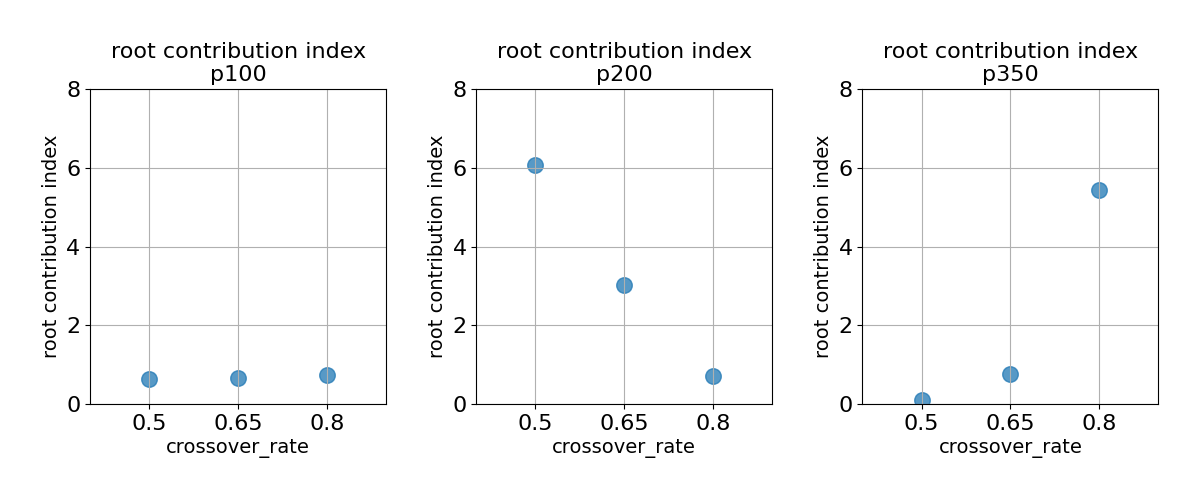 root contribution index
p100
root contribution index
8
6
4
2
0
0.5 0.65 0.8
crossover_rate
root contribution index
p200
root contribution index
8
6
4
2
0
0.5 0.65 0.8
crossover_rate
root contribution index
p350
root contribution index
8
6
4
2
0
0.5 0.65 0.8
crossover_rate